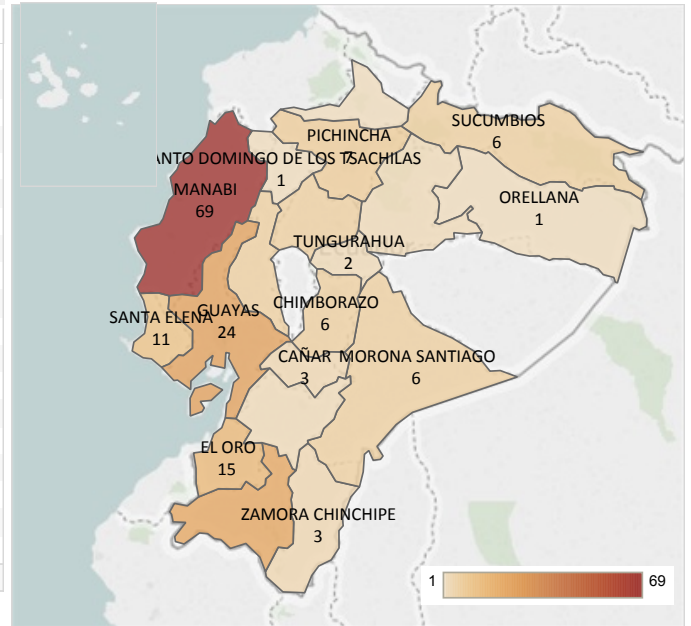 SUCUMBIOS
6
PICHINCHA
7
ANTO DOMINGO DE LOS TSACHILAS
1
MANABI
69
ORELLANA
1
TUNGURAHUA
2
SANTA ELENA
11
GUAYAS
24
CHIMBORAZO
6
CAÑAR
3
MORONA SANTIAGO
6
EL ORO
15
ZAMORA CHINCHIPE
3
1 69